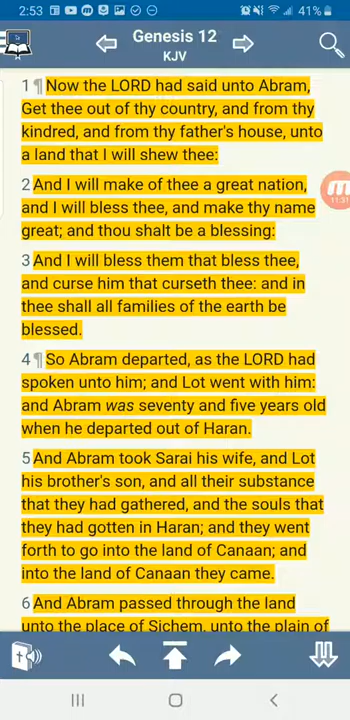 2:53
41%
Genesis 12
KJV
1 ¶ Now the LORD had said unto Abram,
Get thee out of thy country, and from thy
kindred, and from thy father's house, unto
a land that I will shew thee:
2 And I will make of thee a great nation,
and I will bless thee, and make thy name
great; and thou shalt be a blessing:
3 And I will bless them that bless thee,
and curse him that curseth thee: and in
thee shall all families of the earth be
blessed.
4 ¶ So Abram departed, as the LORD had
spoken unto him; and Lot went with him:
and Abram was seventy and five years old
when he departed out of Haran.
5 And Abram took Sarai his wife, and Lot
his brother's son, and all their substance
that they had gathered, and the souls that
they had gotten in Haran; and they went
forth to go into the land of Canaan; and
into the land of Canaan they came.
6 And Abram passed through the land
unto the place of Sichem, unto the plain of